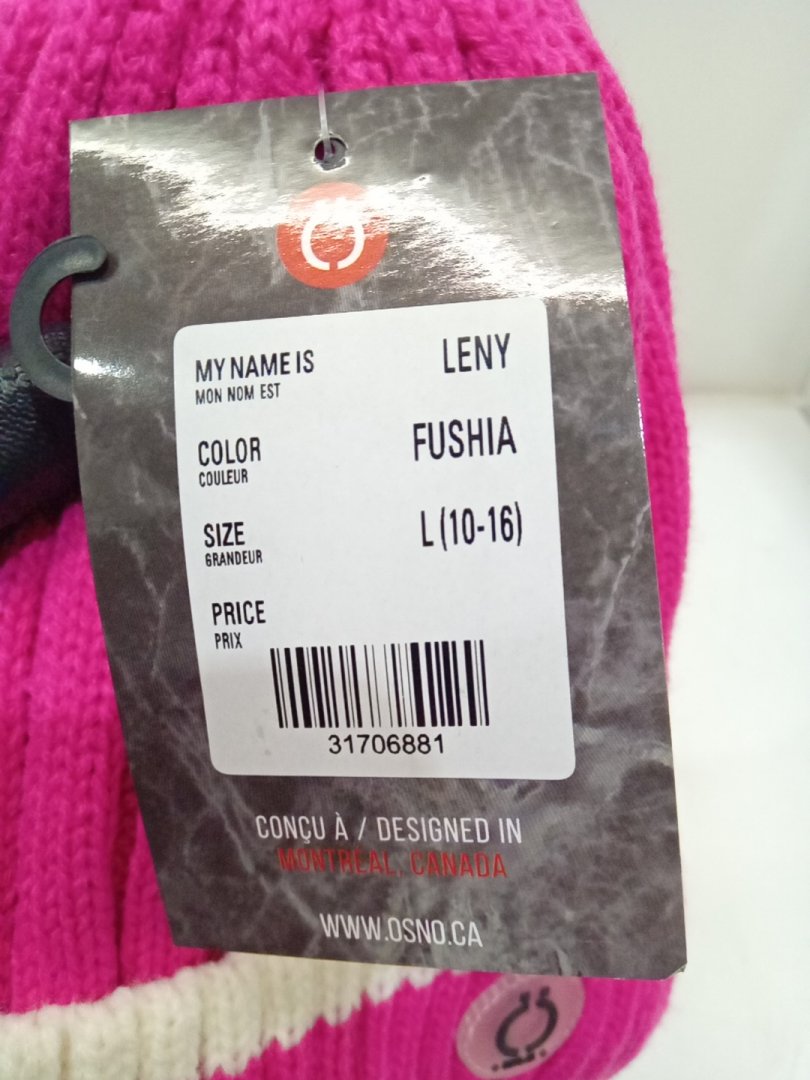 MY NAME IS LENY
MON NOM EST
COLOR FUSHIA
COULEUR
SIZE L (10-16)
GRANDEUR
PRICE
PRIX
31706881
CONÇU À / DESIGNED IN
MONTRÉAL, CANADA
WWW.OSNO.CA